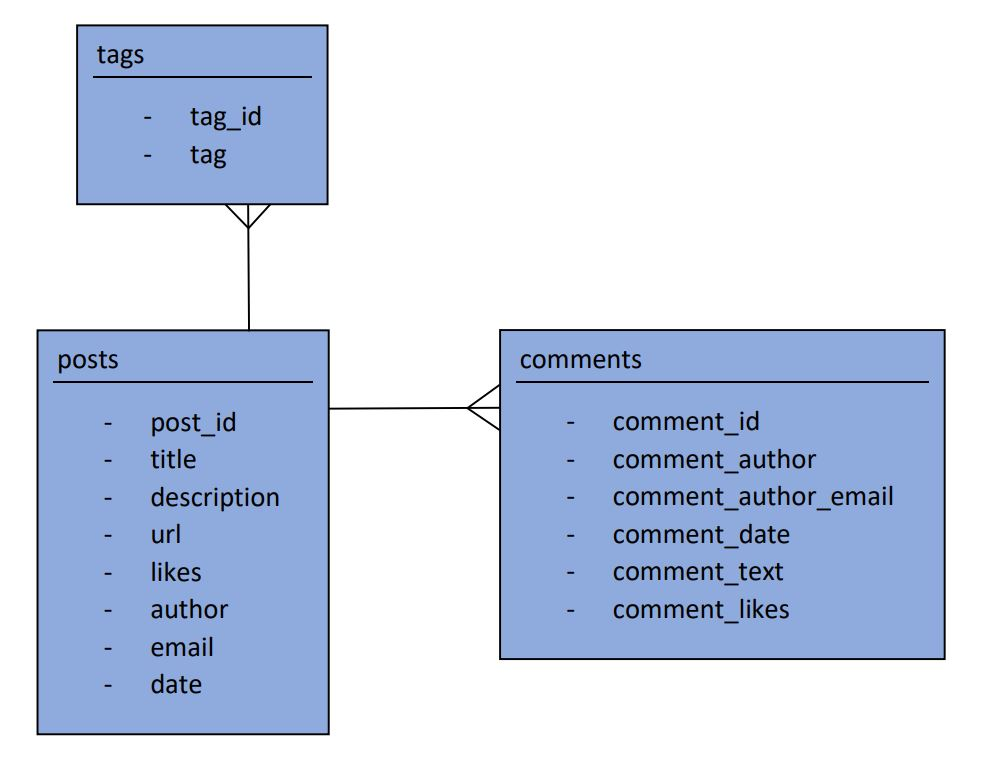 tags
- tag_id
- tag
posts
- post_id
- title
- description
- url
- likes
- author
- email
- date
comments
- comment_id
- comment_author
- comment_author_email
- comment_date
- comment_text
- comment_likes